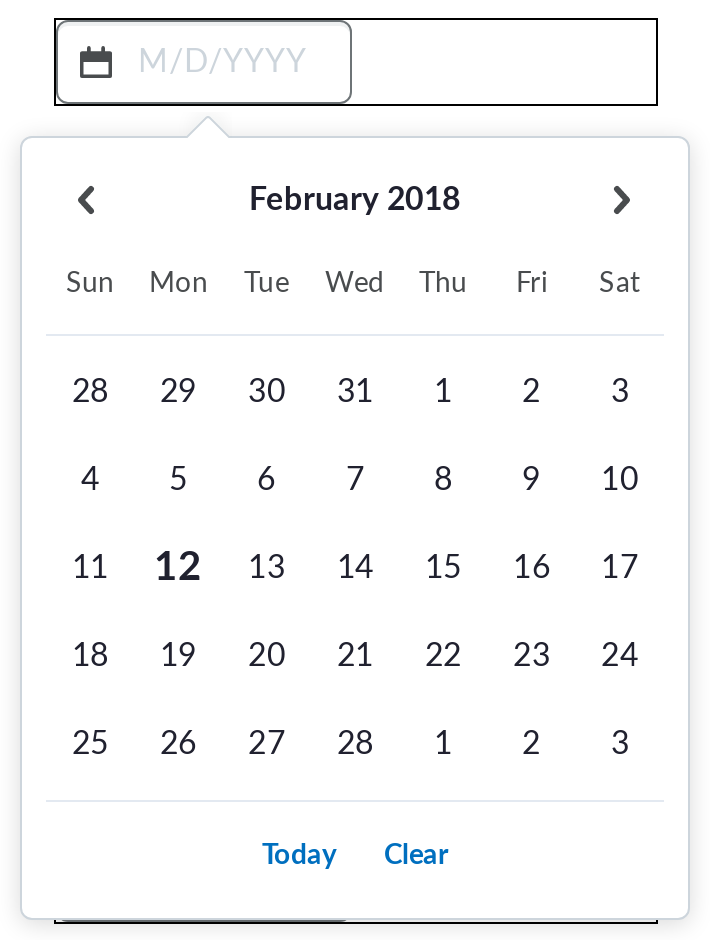 M/D/YYYY
February 2018
Sun Mon Tue Wed Thu Fri Sat
28 29 30 31 1 2 3
4 5 6 7 8 9 10
11 12 13 14 15 16 17
18 19 20 21 22 23 24
25 26 27 28 1 2 3
Today Clear